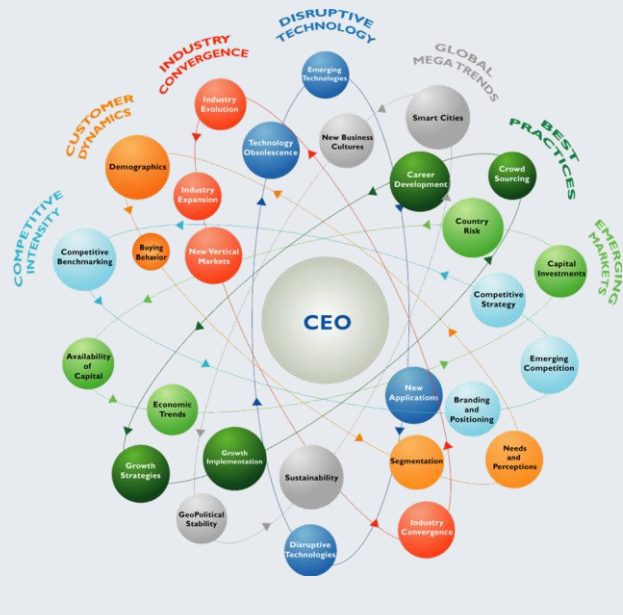 DISRUPTIVE
TECHNOLOGY
INDUSTRY
CONVERGENCE
GLOBAL
MEGA TRENDS
CUSTOMER
DYNAMICS
BEST
PRACTICES
COMPETITIVE
INTENSITY
EMERGING
MARKETS
Emerging
Technologies
Industry
Evolution
Smart Cities
New Business
Cultures
Technology
Obsolescence
Demographics
Career
Development
Crowd
Sourcing
Industry
Expansion
Country
Risk
Buying
Behavior
Competitive
Benchmarking
New Vertical
Markets
Capital
Investments
Competitive
Strategy
CEO
Availability
of
Capital
Emerging
Competition
New
Applications
Economic
Trends
Branding
and
Positioning
Growth
Strategies
Growth
Implementation
Segmentation
Needs
and
Perceptions
Sustainability
GeoPolitical
Stability
Industry
Convergence
Disruptive
Technologies